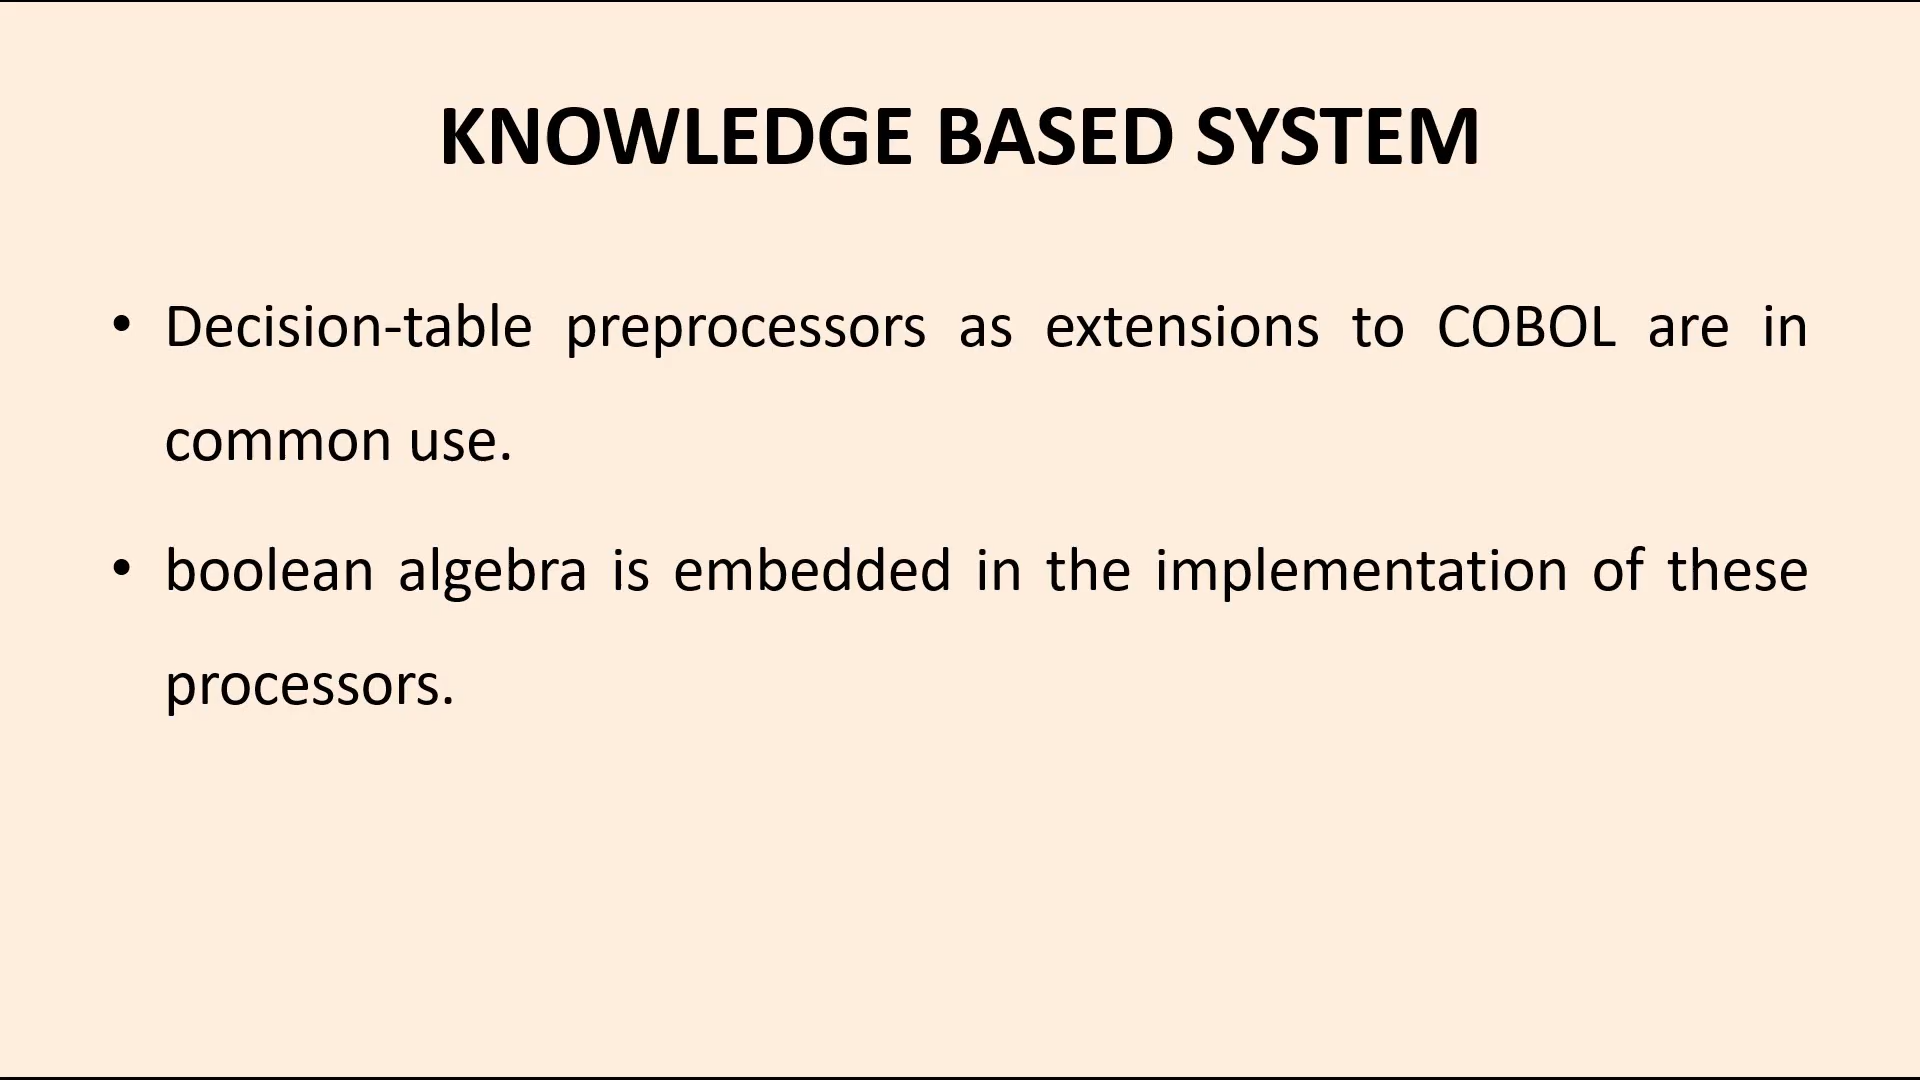 KNOWLEDGE BASED SYSTEM
• Decision-table preprocessors as extensions to COBOL are in
common use.
• boolean algebra is embedded in the implementation of these
processors.